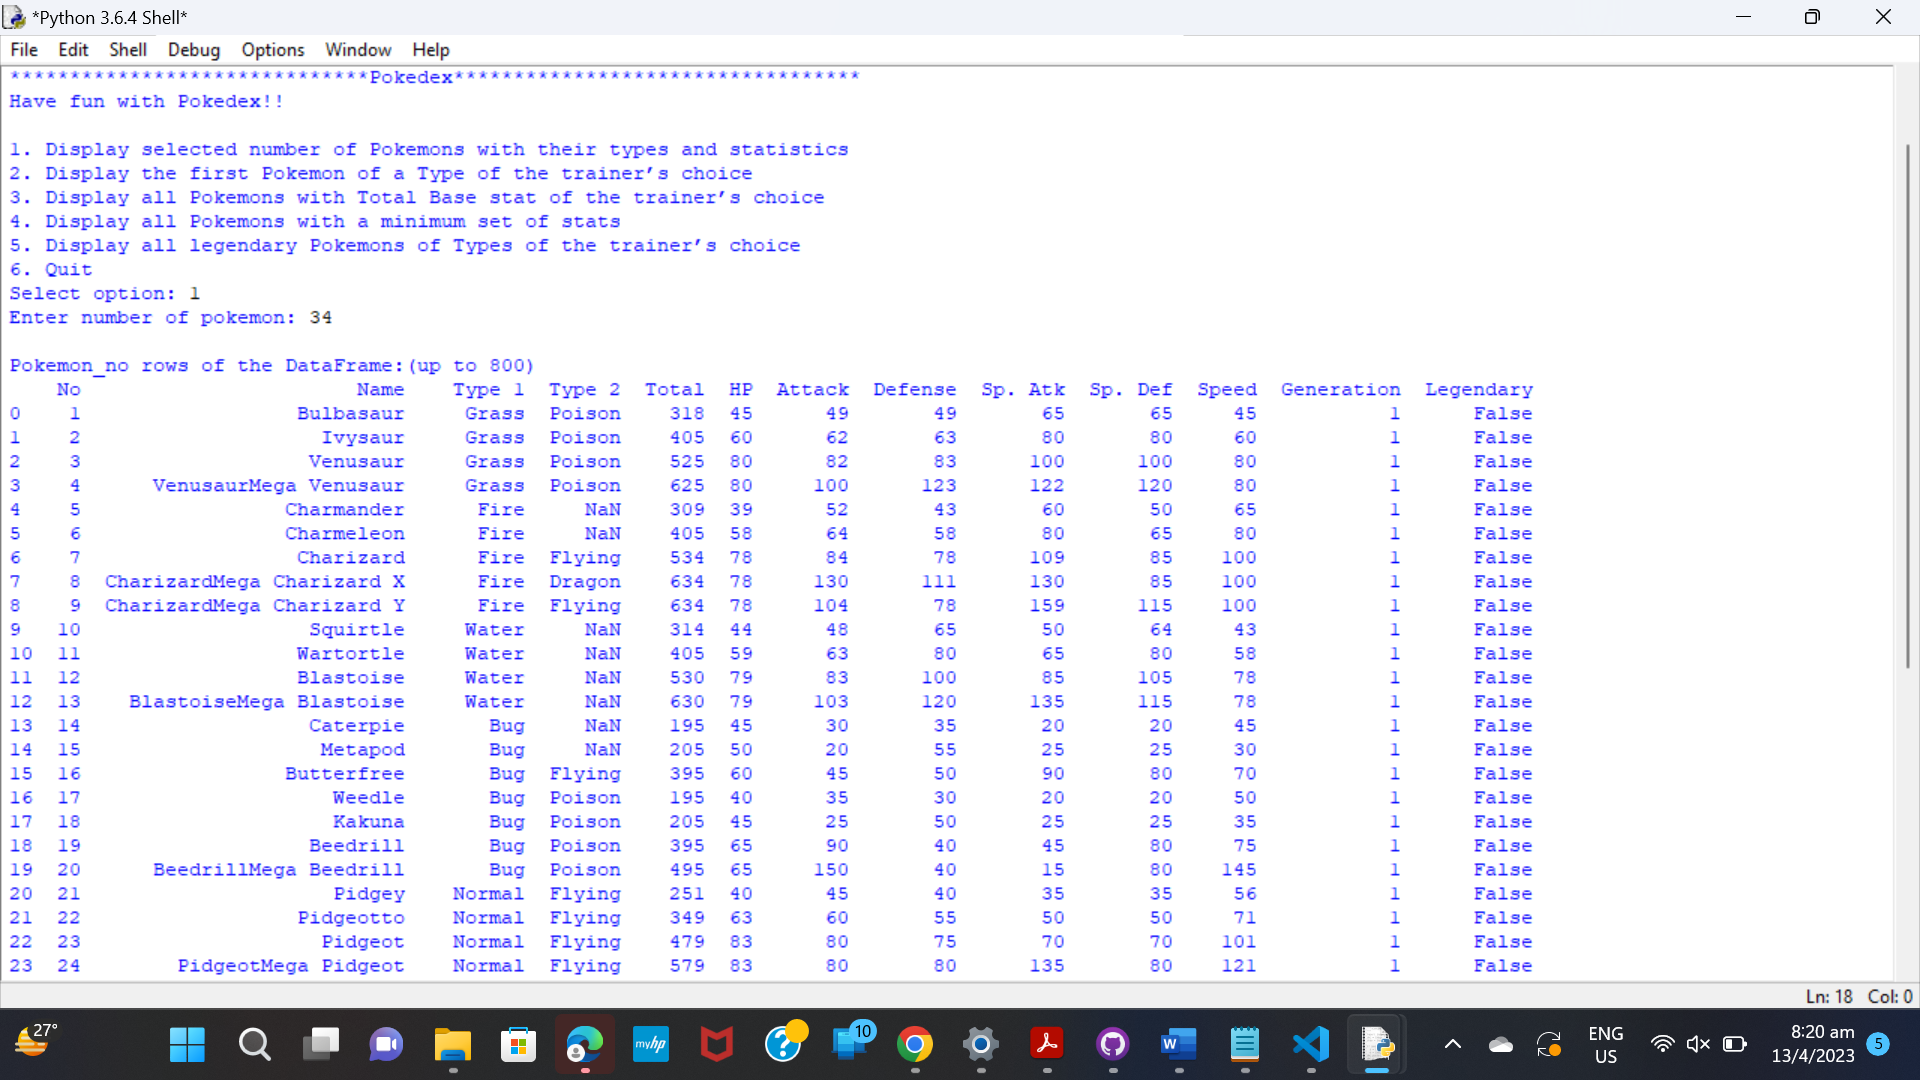 *Python 3.6.4 Shell*
File Edit Shell Debug Options Window Help
******************************Pokedex**********************************
Have fun with Pokedex!!
1. Display selected number of Pokemons with their types and statistics
2. Display the first Pokemon of a Type of the trainer’s choice
3. Display all Pokemons with Total Base stat of the trainer’s choice
4. Display all Pokemons with a minimum set of stats
5. Display all legendary Pokemons of Types of the trainer’s choice
6. Quit
Select option: 1
Enter number of pokemon: 34
Pokemon_no rows of the DataFrame:(up to 800)
No Name Type 1 Type 2 Total HP Attack Defense Sp. Atk Sp. Def Speed Generation Legendary
0 1 Bulbasaur Grass Poison 318 45 49 49 65 65 45 1 False
1 2 Ivysaur Grass Poison 405 60 62 63 80 80 60 1 False
2 3 Venusaur Grass Poison 525 80 82 83 100 100 80 1 False
3 4 VenusaurMega Venusaur Grass Poison 625 80 100 123 122 120 80 1 False
4 5 Charmander Fire NaN 309 39 52 43 60 50 65 1 False
5 6 Charmeleon Fire NaN 405 58 64 58 80 65 80 1 False
6 7 Charizard Fire Flying 534 78 84 78 109 85 100 1 False
7 8 CharizardMega Charizard X Fire Dragon 634 78 130 111 130 85 100 1 False
8 9 CharizardMega Charizard Y Fire Flying 634 78 104 78 159 115 100 1 False
9 10 Squirtle Water NaN 314 44 48 65 50 64 43 1 False
10 11 Wartortle Water NaN 405 59 63 80 65 80 58 1 False
11 12 Blastoise Water NaN 530 79 83 100 85 105 78 1 False
12 13 BlastoiseMega Blastoise Water NaN 630 79 103 120 135 115 78 1 False
13 14 Caterpie Bug NaN 195 45 30 35 20 20 45 1 False
14 15 Metapod Bug NaN 205 50 20 55 25 25 30 1 False
15 16 Butterfree Bug Flying 395 60 45 50 90 80 70 1 False
16 17 Weedle Bug Poison 195 40 35 30 20 20 50 1 False
17 18 Kakuna Bug Poison 205 45 25 50 25 25 35 1 False
18 19 Beedrill Bug Poison 395 65 90 40 45 80 75 1 False
19 20 BeedrillMega Beedrill Bug Poison 495 65 150 40 15 80 145 1 False
20 21 Pidgey Normal Flying 251 40 45 40 35 35 56 1 False
21 22 Pidgeotto Normal Flying 349 63 60 55 50 50 71 1 False
22 23 Pidgeot Normal Flying 479 83 80 75 70 70 101 1 False
23 24 PidgeotMega Pidgeot Normal Flying 579 83 80 80 135 80 121 1 False
Ln: 18 Col: 0
27°
myhp
10
W
ENG
US
8:20 am
13/4/2023
5